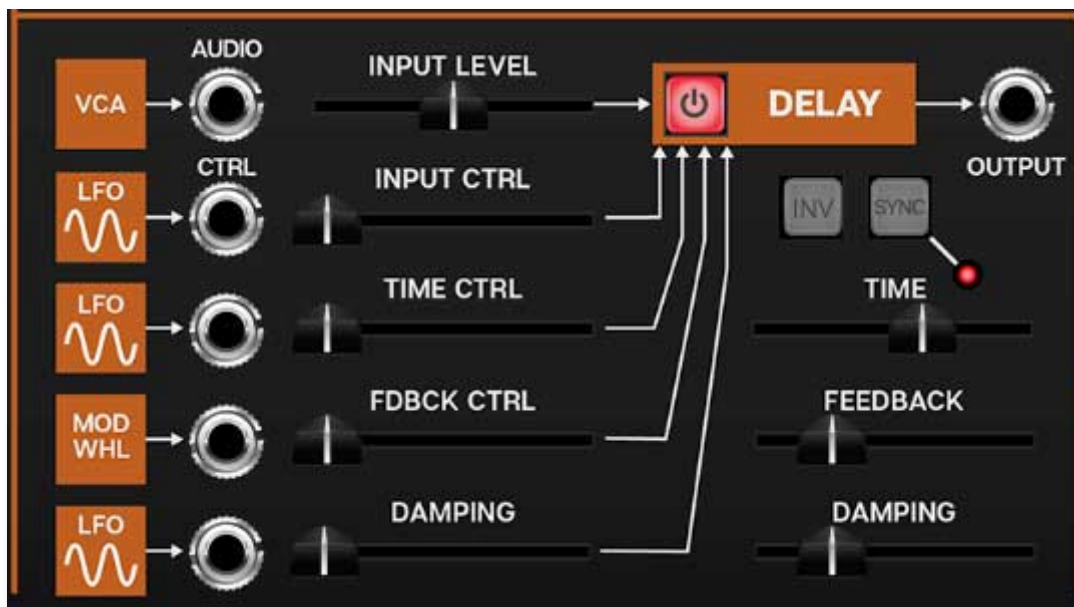 AUDIO
INPUT LEVEL
VCA
DELAY
CTRL
INPUT CTRL
OUTPUT
LFO
INV
SYNC
LFO
TIME CTRL
TIME
MOD
WHL
FDBCK CTRL
FEEDBACK
LFO
DAMPING
DAMPING